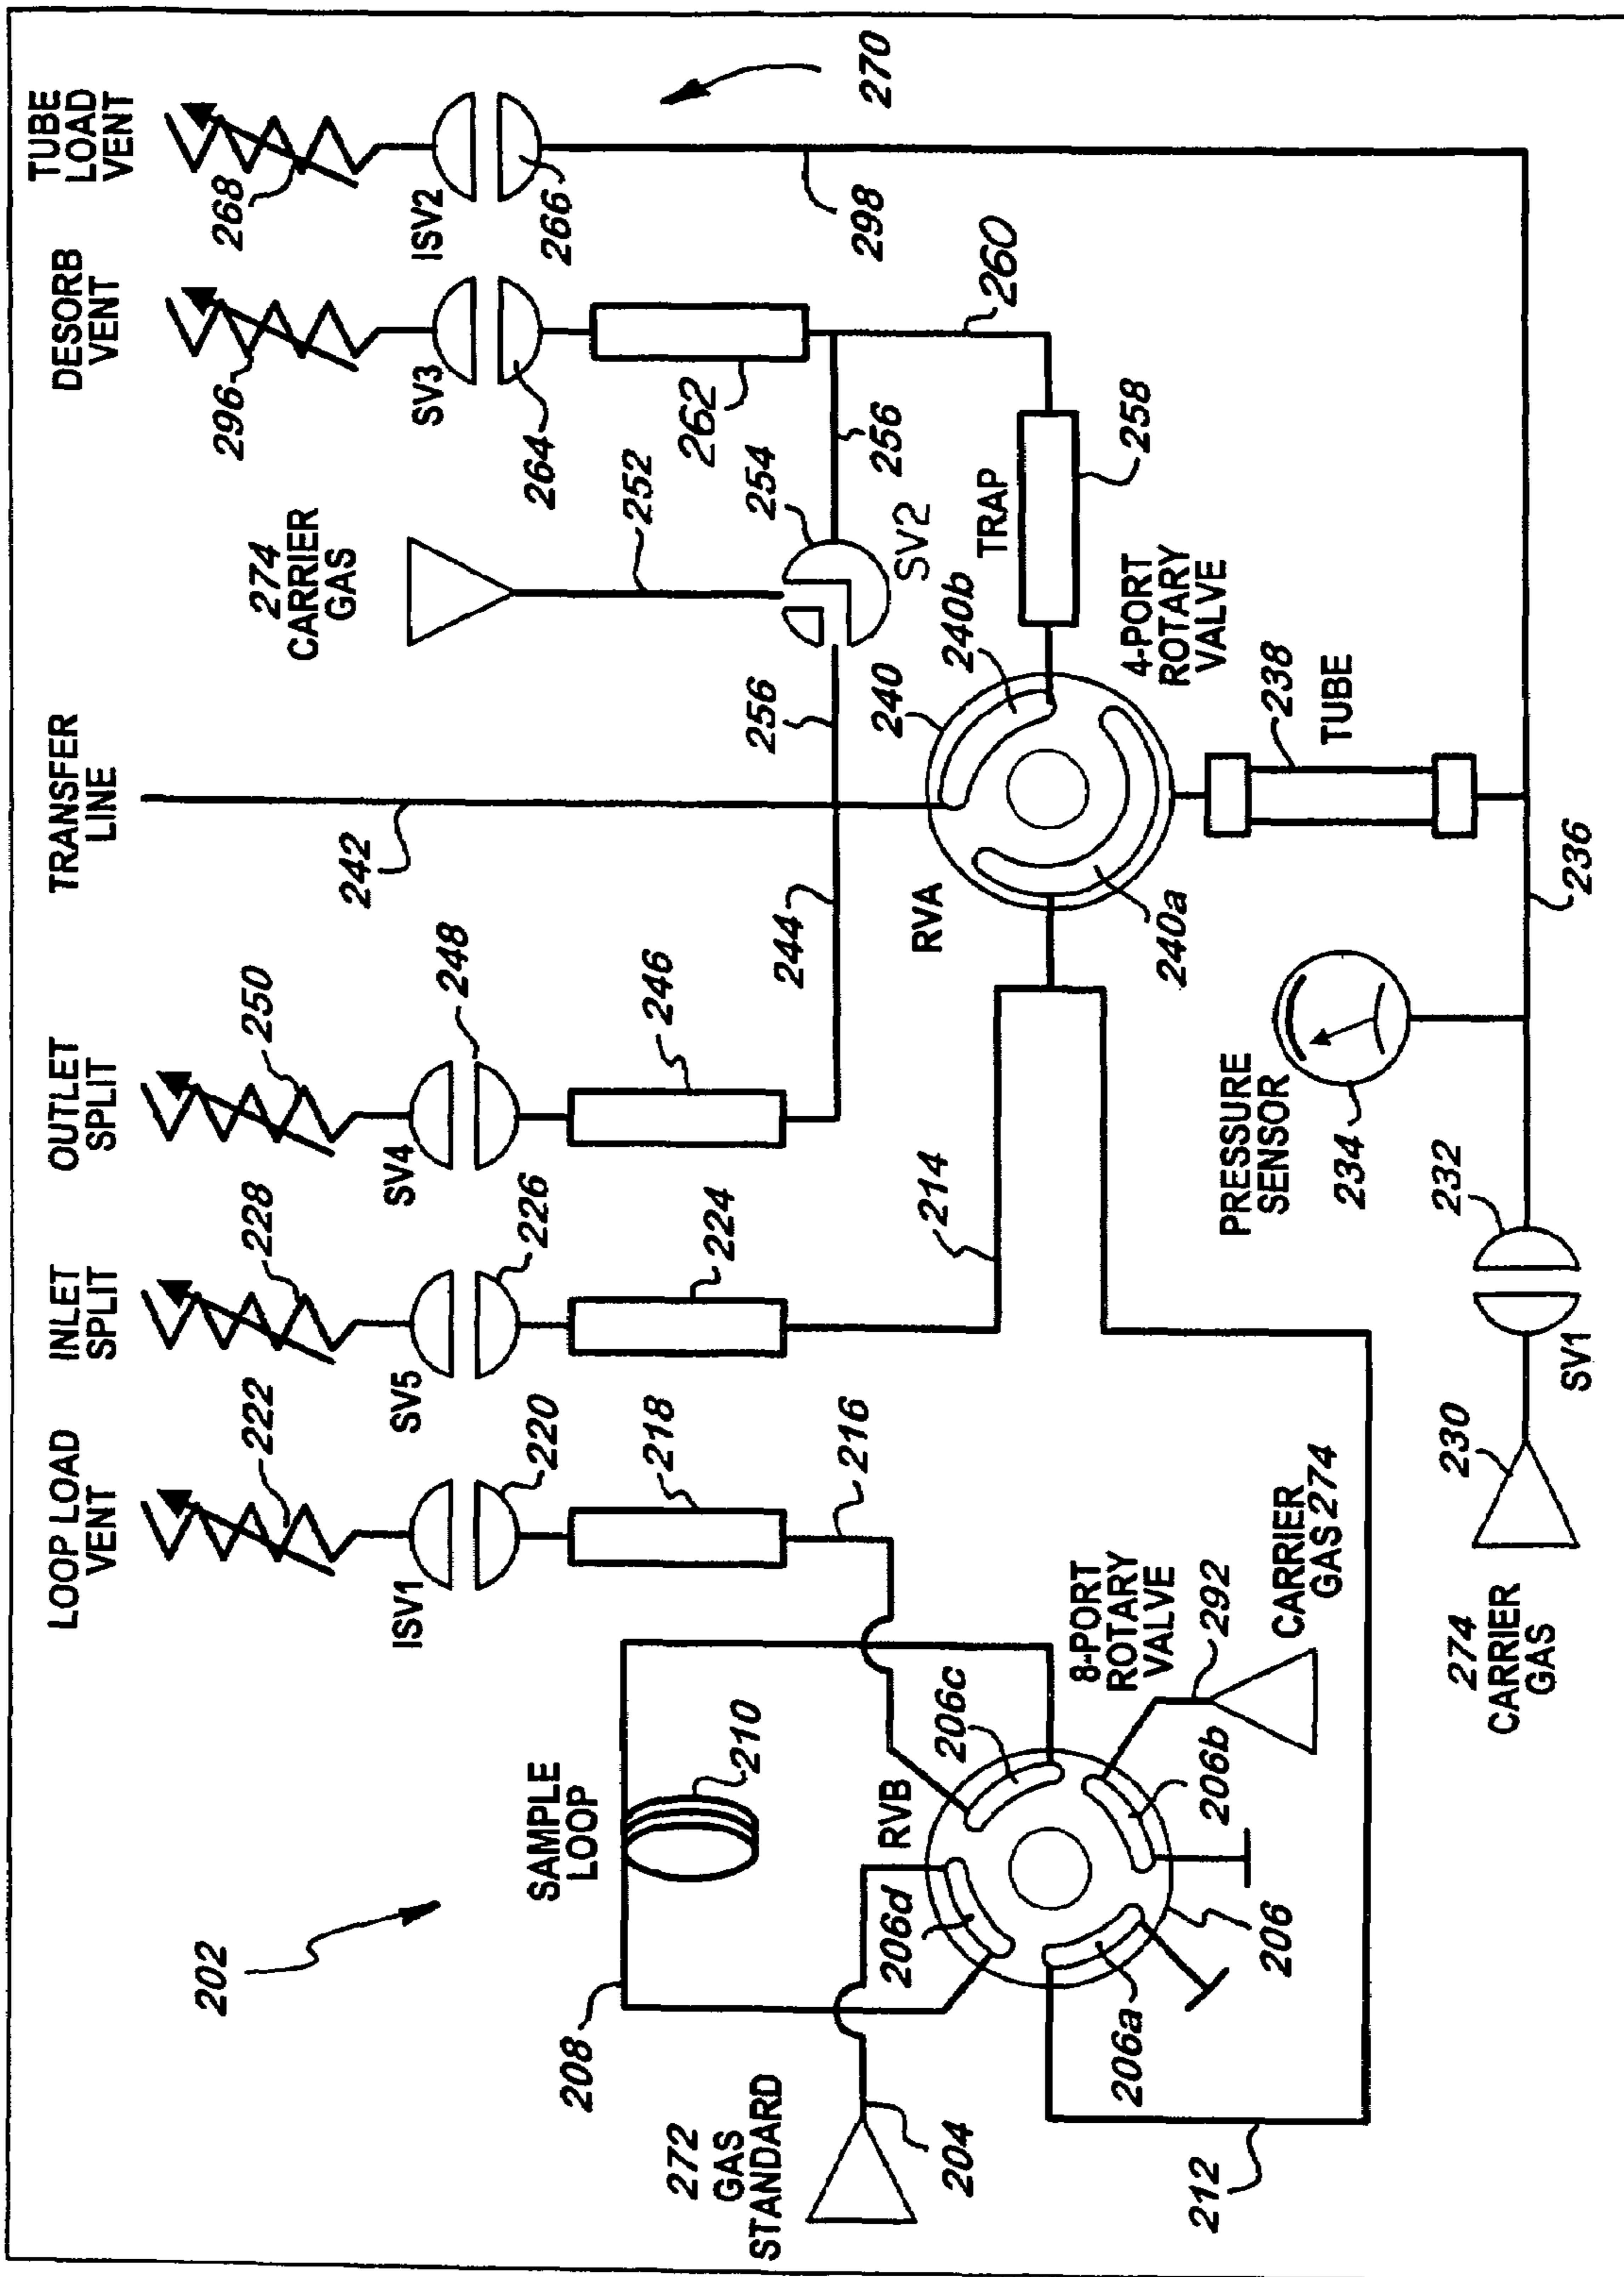 LOOP LOAD
VENT
INLET
SPLIT
OUTLET
SPLIT
TRANSFER
LINE
DESORB
VENT
TUBE
LOAD
VENT
202
222
228
250
242
296
268
270
ISV1
SV5
SV4
SV3
ISV2
220
226
248
264
266
274
CARRIER
GAS
252
SAMPLE
LOOP
210
218
224
246
262
298
208
216
214
244
256
254
256
SV2
260
272
GAS
STANDARD
204
RVB
206d
206c
RVA
240
240b
TRAP
258
8-PORT
ROTARY
VALVE
292
4-PORT
ROTARY
VALVE
206a
206
206b
CARRIER
GAS 274
240a
238
TUBE
PRESSURE
SENSOR
234
212
274
CARRIER
GAS
230
SV1
232
236